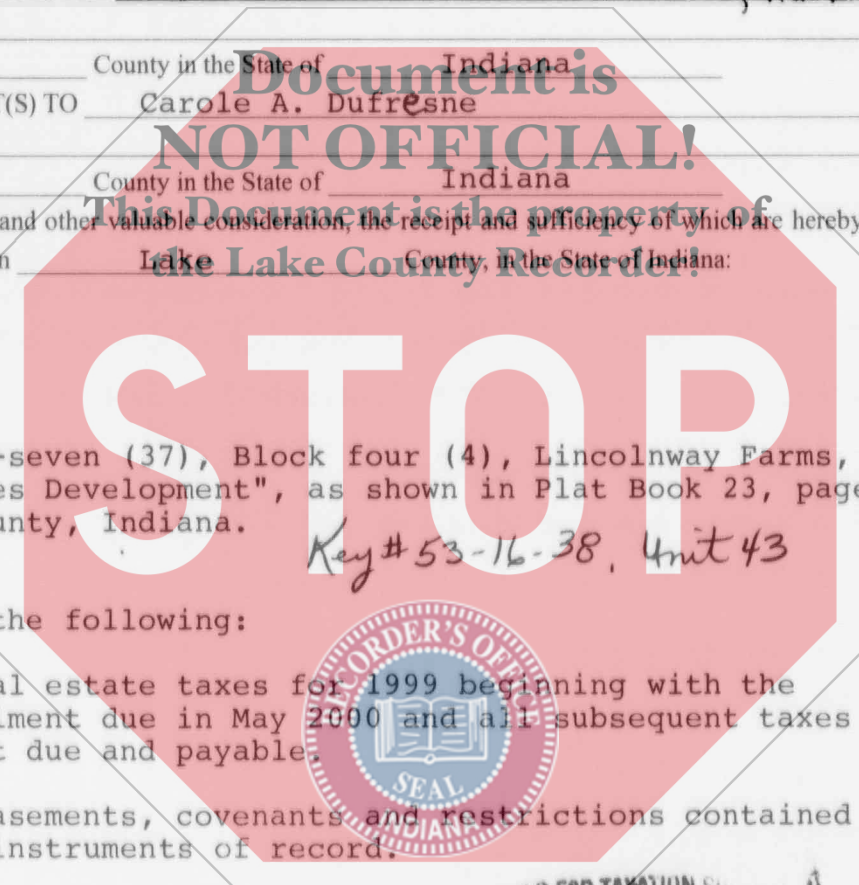 County in the State of Indiana
Document is
T(S) TO Carole A. Dufresne
NOT OFFICIAL!
County in the State of Indiana
This Document is the property of
and other valuable consideration, the receipt and sufficiency of which are hereby
the Lake County Recorder!
n Lake County, in the State of Indiana:
STOP
-seven (37), Block four (4), Lincolnway Farms,
es Development", as shown in Plat Book 23, page
unty, Indiana.
Key # 53-16-38, Unit 43
the following:
al estate taxes for 1999 beginning with the
lment due in May 2000 and all subsequent taxes
t due and payable.
RECORDER'S OFFICE
SEAL
INDIANA
asements, covenants and restrictions contained
instruments of record.
FOR TAXATION